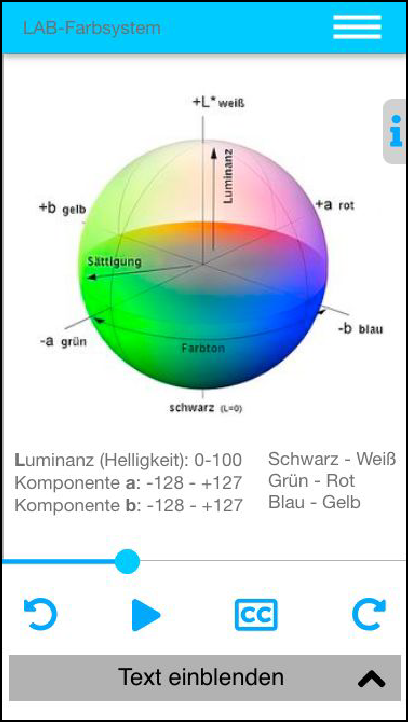 LAB-Farbsystem
+L* weiß
Luminanz
+b gelb
+a rot
Sättigung
-a grün
-b blau
Farbton
schwarz (L=0)
Luminanz (Helligkeit): 0-100 Schwarz - Weiß
Komponente a: -128 - +127 Grün - Rot
Komponente b: -128 - +127 Blau - Gelb
CC
Text einblenden